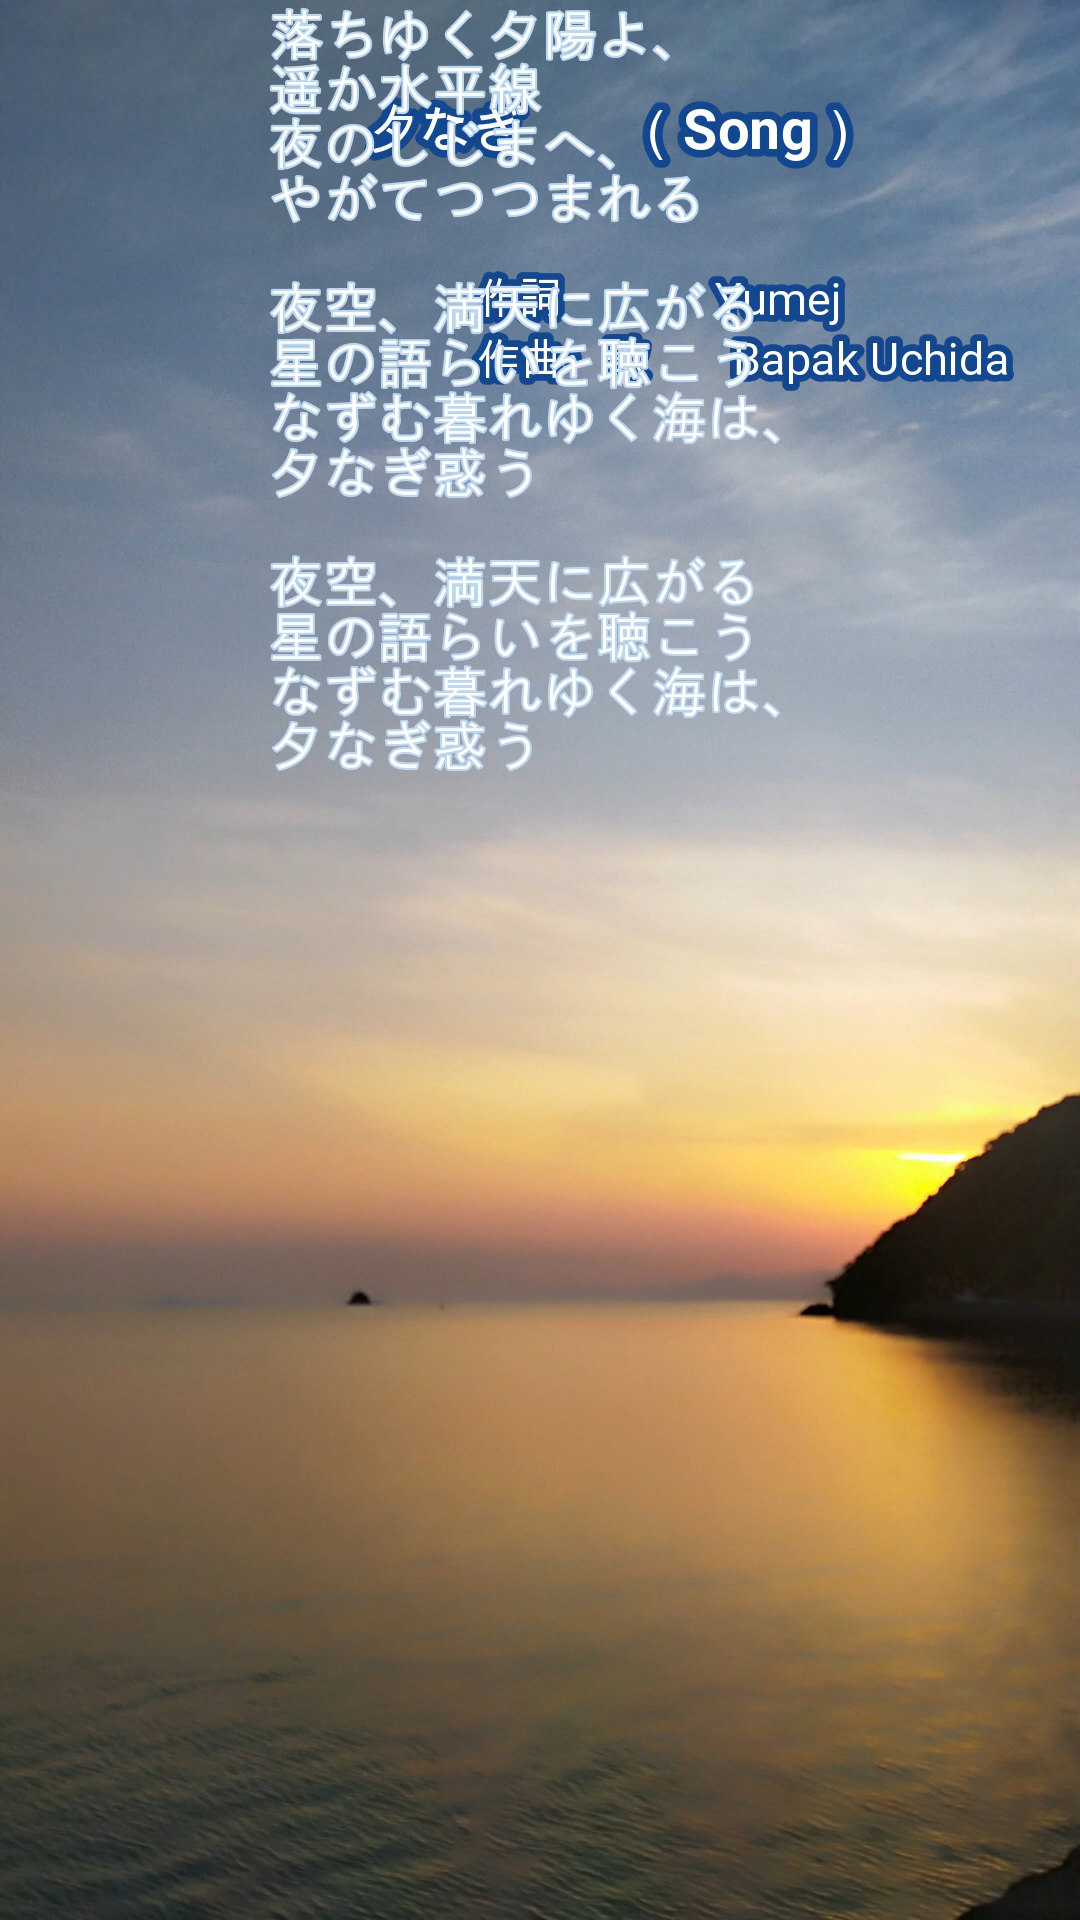 落ちゆく夕陽よ、
遥か水平線
夕なぎ ( Song )
夜のしじまへ、
やがてつつまれる
作詞 Yumej
夜空、満天に広がる
作曲 Bapak Uchida
星の語らいを聴こう
なずむ暮れゆく海は、
夕なぎ惑う
夜空、満天に広がる
星の語らいを聴こう
なずむ暮れゆく海は、
夕なぎ惑う